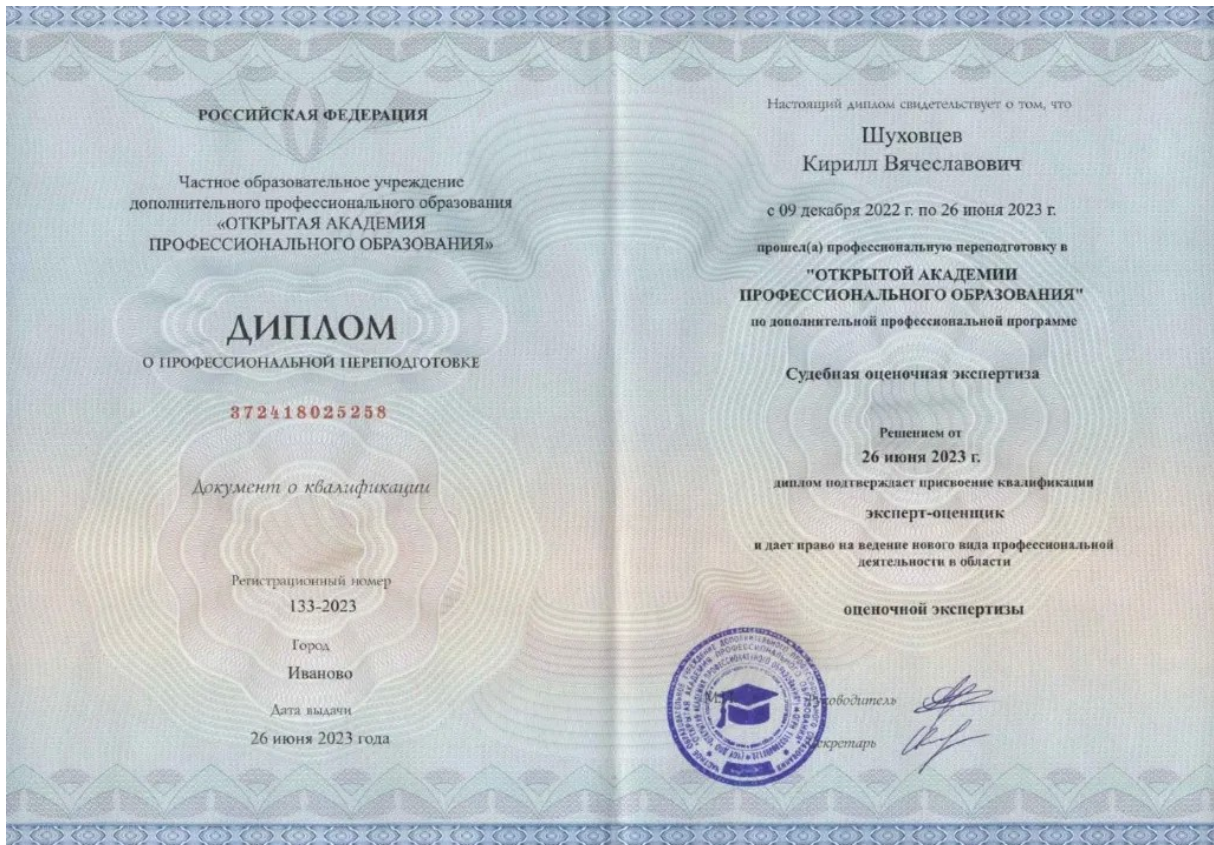 РОССИЙСКАЯ ФЕДЕРАЦИЯ
Частное образовательное учреждение
дополнительного профессионального образования
«ОТКРЫТАЯ АКАДЕМИЯ
ПРОФЕССИОНАЛЬНОГО ОБРАЗОВАНИЯ»
ДИПЛОМ
О ПРОФЕССИОНАЛЬНОЙ ПЕРЕПОДГОТОВКЕ
372418025258
Документ о квалификации
Регистрационный номер
133-2023
Город
Иваново
Дата выдачи
26 июня 2023 года
Настоящий диплом свидетельствует о том, что
Шуховцев
Кирилл Вячеславович
с 09 декабря 2022 г. по 26 июня 2023 г.
прошел(а) профессиональную переподготовку в
"ОТКРЫТОЙ АКАДЕМИИ
ПРОФЕССИОНАЛЬНОГО ОБРАЗОВАНИЯ"
по дополнительной профессиональной программе
Судебная оценочная экспертиза
Решением от
26 июня 2023 г.
диплом подтверждает присвоение квалификации
эксперт-оценщик
и дает право на ведение нового вида профессиональной
деятельности в области
оценочной экспертизы
Руководитель
Секретарь